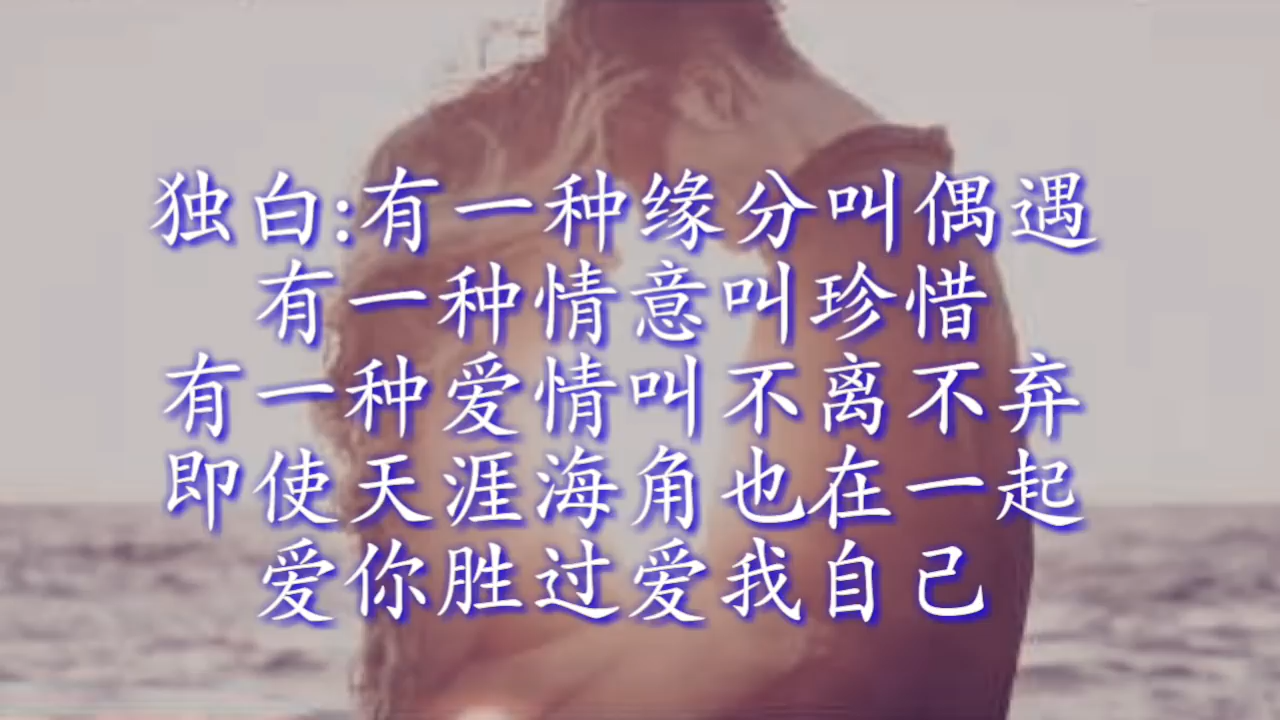 独白:有一种缘分叫偶遇
有一种情意叫珍惜
有一种爱情叫不离不弃
即使天涯海角也在一起
爱你胜过爱我自己